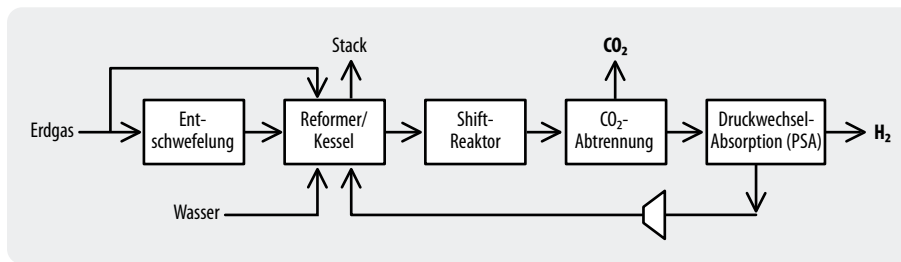 Stack
CO₂
Erdgas
Ent-
schwefelung
Reformer/
Kessel
Shift-
Reaktor
CO₂-
Abtrennung
Druckwechsel-
Absorption (PSA)
H₂
Wasser